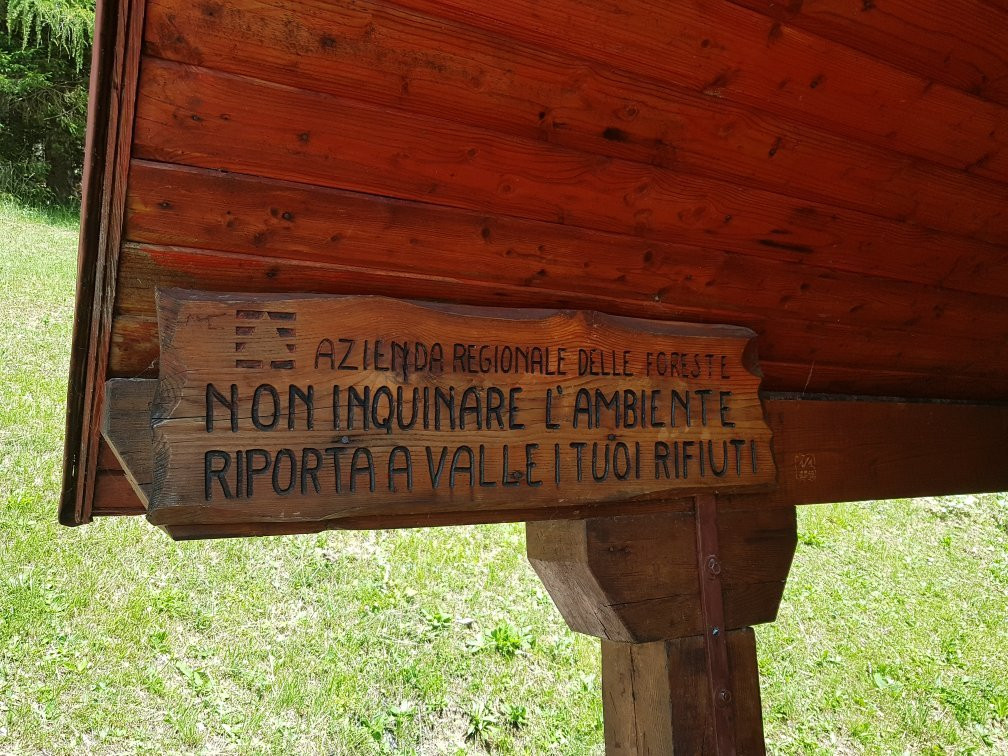 AZIENDA REGIONALE DELLE FORESTE
NON INQUINARE L'AMBIENTE
RIPORTA A VALLE I TUOI RIFIUTI